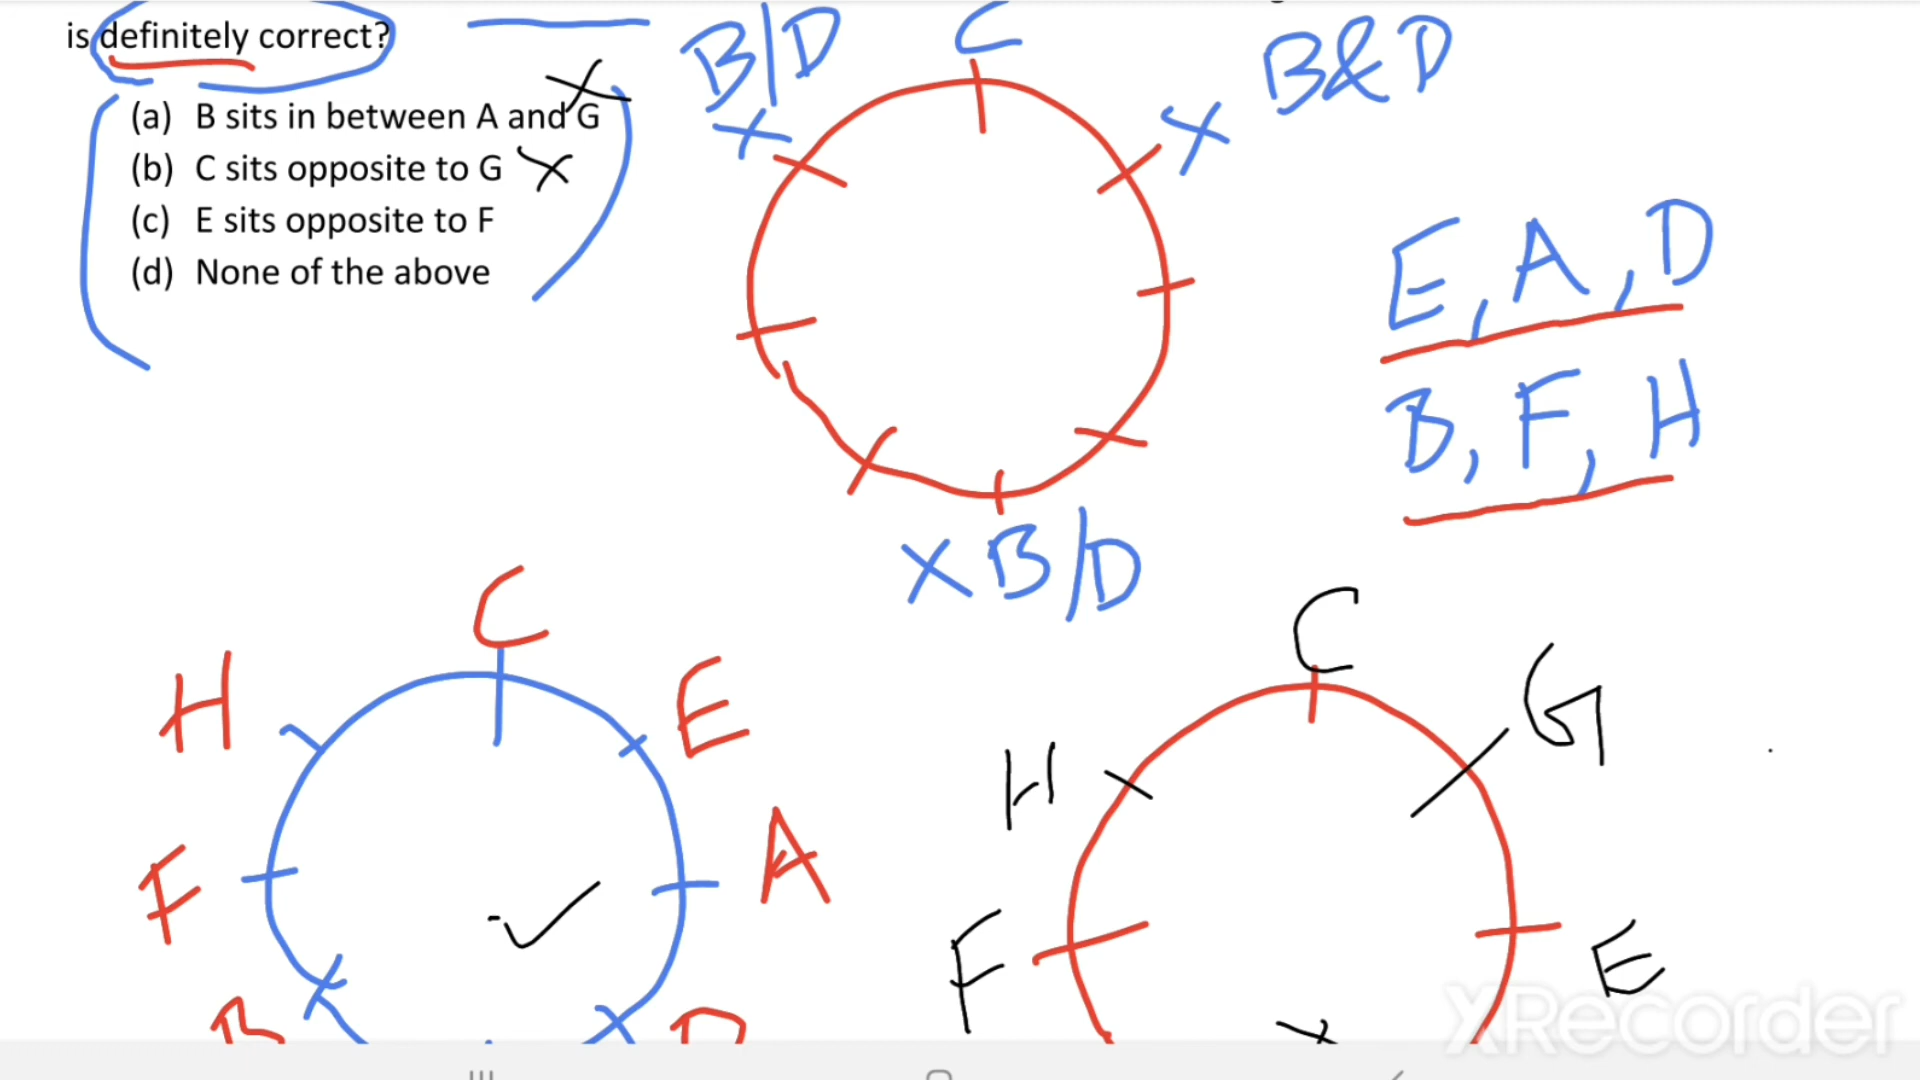 is definitely correct?
(a) B sits in between A and G
(b) C sits opposite to G
(c) E sits opposite to F
(d) None of the above
B/D
C
B&D
X
X
E, A, D
B, F, H
X B/D
C
H
E
F
A
B
D
C
G
H
F
E
XRecorder